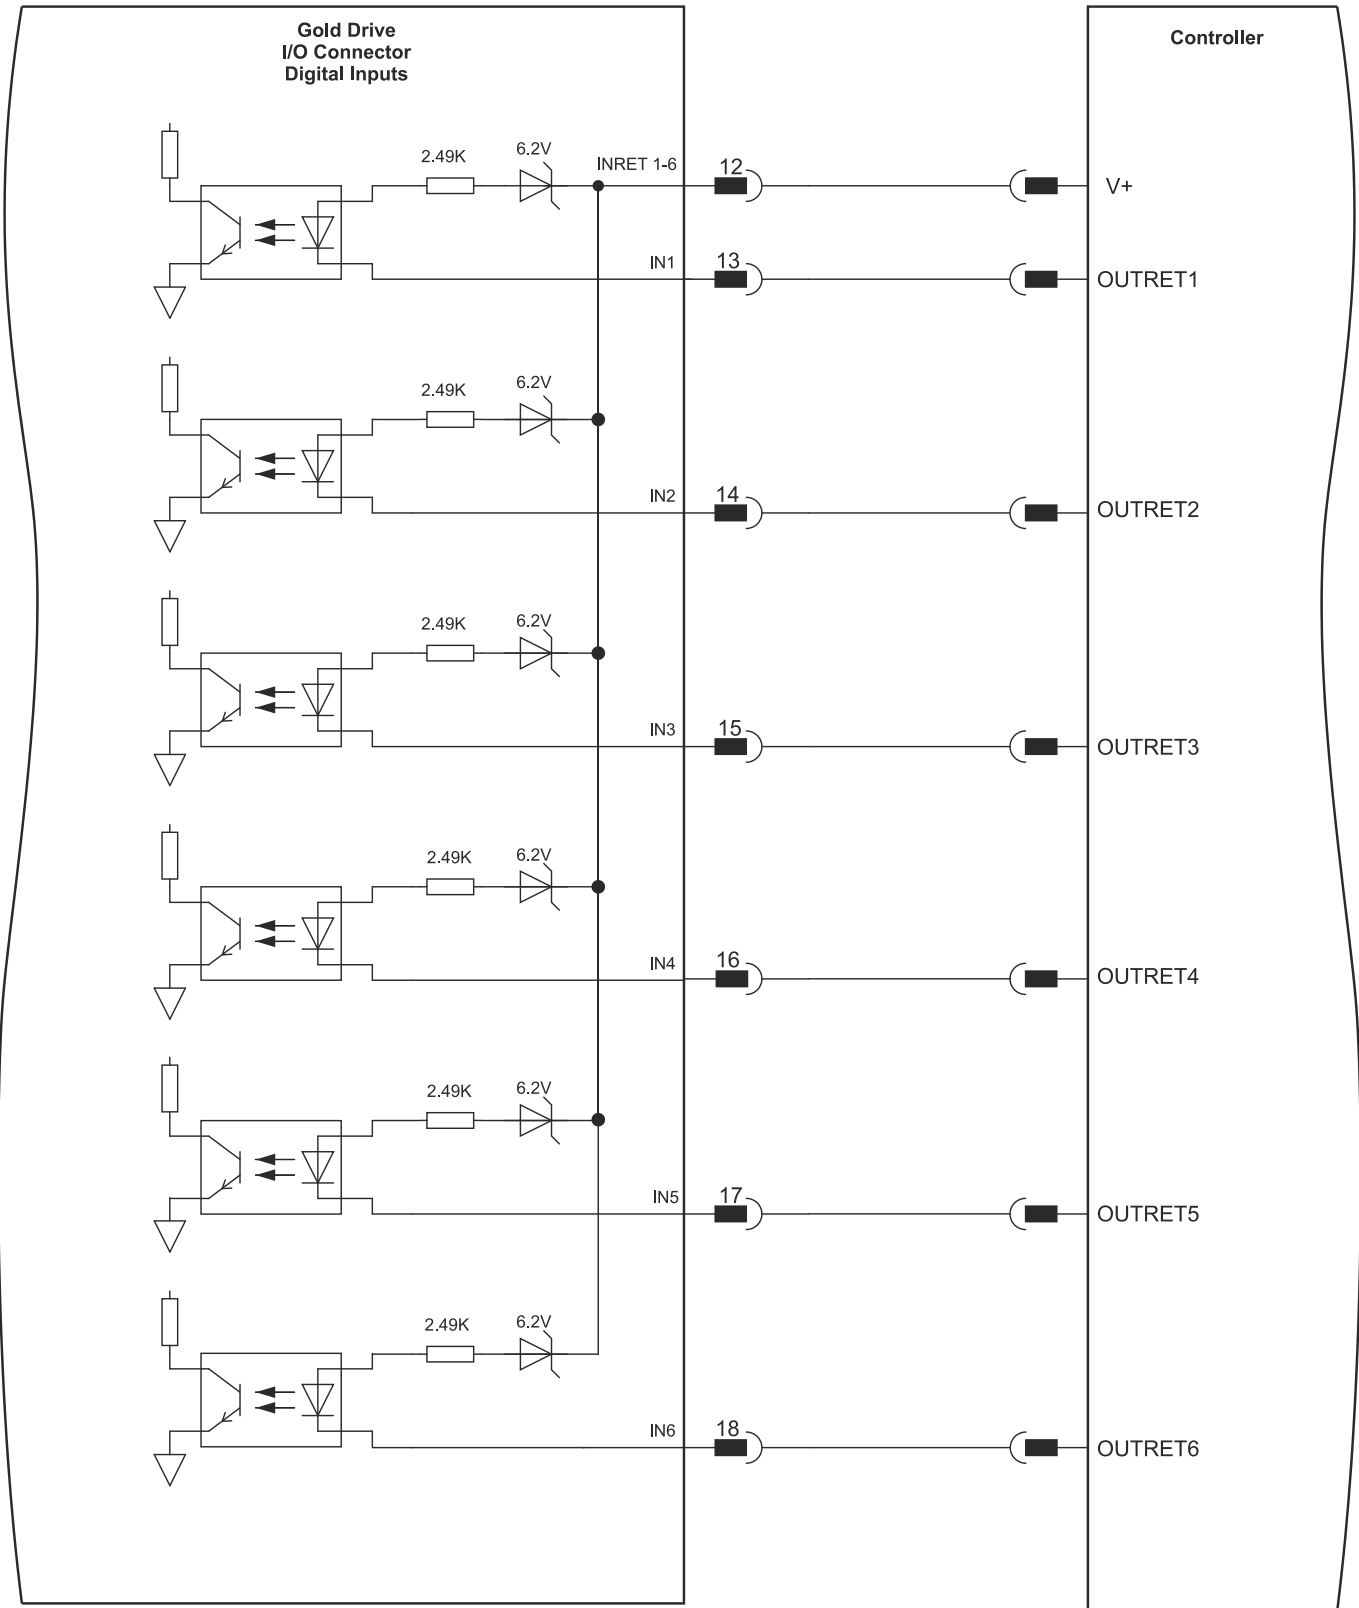 Gold Drive
I/O Connector
Digital Inputs
Controller
2.49K
6.2V
INRET 1-6
12
V+
IN1
13
OUTRET1
2.49K
6.2V
IN2
14
OUTRET2
2.49K
6.2V
IN3
15
OUTRET3
2.49K
6.2V
IN4
16
OUTRET4
2.49K
6.2V
IN5
17
OUTRET5
2.49K
6.2V
IN6
18
OUTRET6